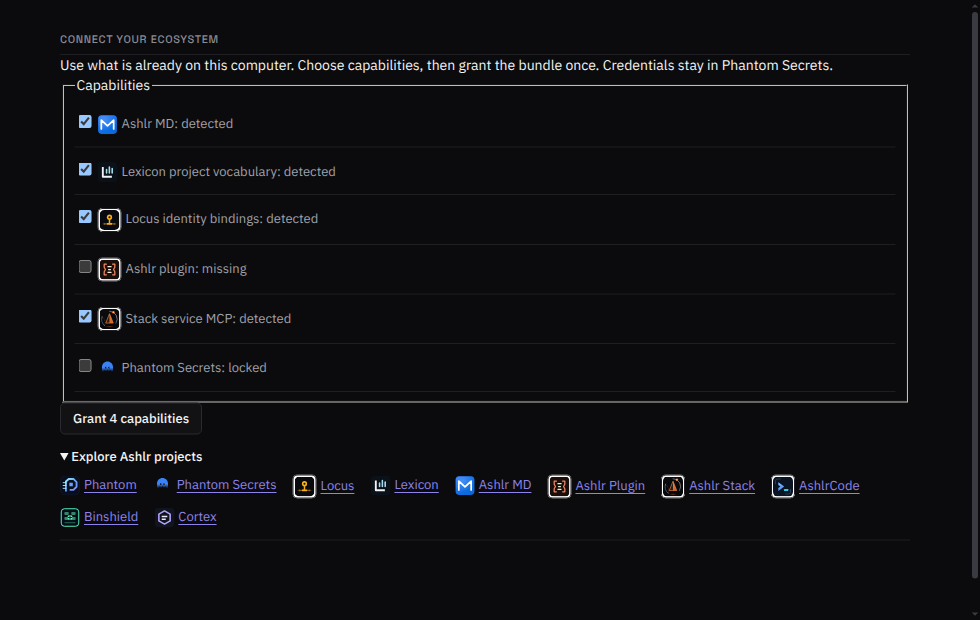 CONNECT YOUR ECOSYSTEM
Use what is already on this computer. Choose capabilities, then grant the bundle once. Credentials stay in Phantom Secrets.
Capabilities
Ashlr MD: detected
Lexicon project vocabulary: detected
Locus identity bindings: detected
Ashlr plugin: missing
Stack service MCP: detected
Phantom Secrets: locked
Grant 4 capabilities
Explore Ashlr projects
Phantom Phantom Secrets Locus Lexicon Ashlr MD Ashlr Plugin Ashlr Stack AshlrCode
Binshield Cortex